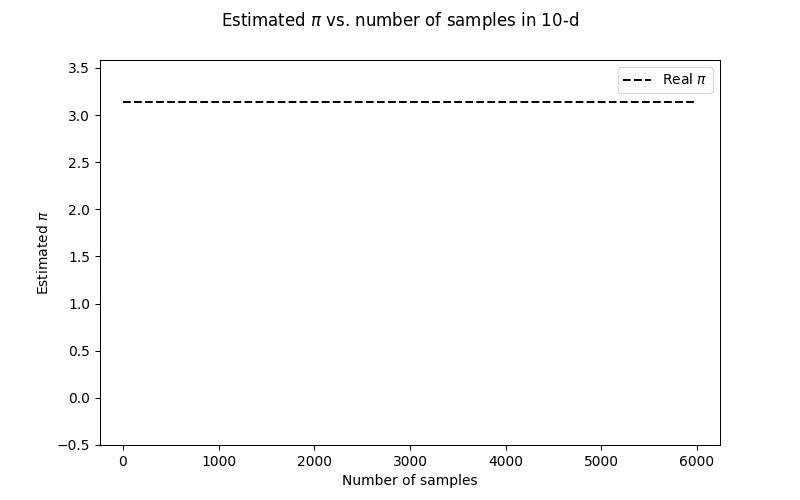 Estimated π vs. number of samples in 10-d
Real π
3.5
3.0
2.5
2.0
1.5
1.0
0.5
0.0
−0.5
Estimated π
0 1000 2000 3000 4000 5000 6000
Number of samples